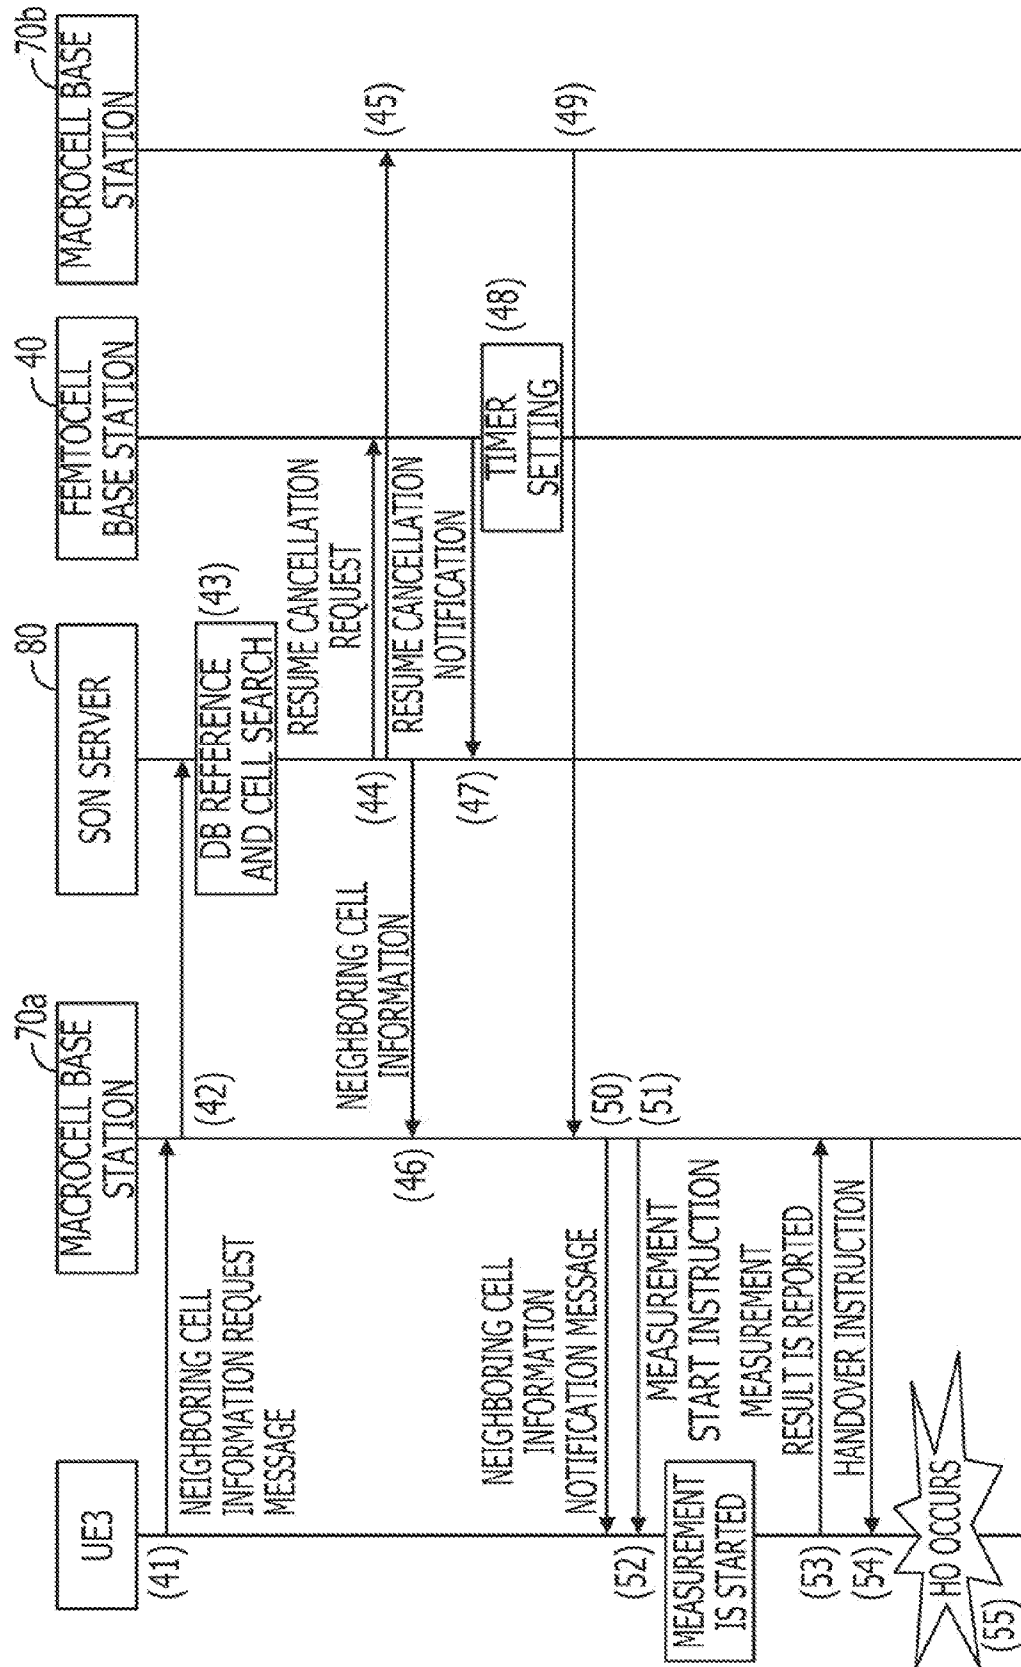 UE3
70a
MACROCELL BASE
STATION
80
SON SERVER
40
FEMTOCELL
BASE STATION
70b
MACROCELL BASE
STATION
(41)
NEIGHBORING CELL
INFORMATION REQUEST
MESSAGE
(42)
DB REFERENCE
AND CELL SEARCH
(43)
RESUME CANCELLATION
REQUEST
(44)
(45)
NEIGHBORING CELL
INFORMATION
(46)
RESUME CANCELLATION
NOTIFICATION
(47)
TIMER
SETTING
(48)
(49)
NEIGHBORING CELL
INFORMATION
NOTIFICATION MESSAGE
(50)
(51)
MEASUREMENT
START INSTRUCTION
(52)
MEASUREMENT
IS STARTED
MEASUREMENT
RESULT IS REPORTED
(53)
HANDOVER INSTRUCTION
(54)
HO OCCURS
(55)